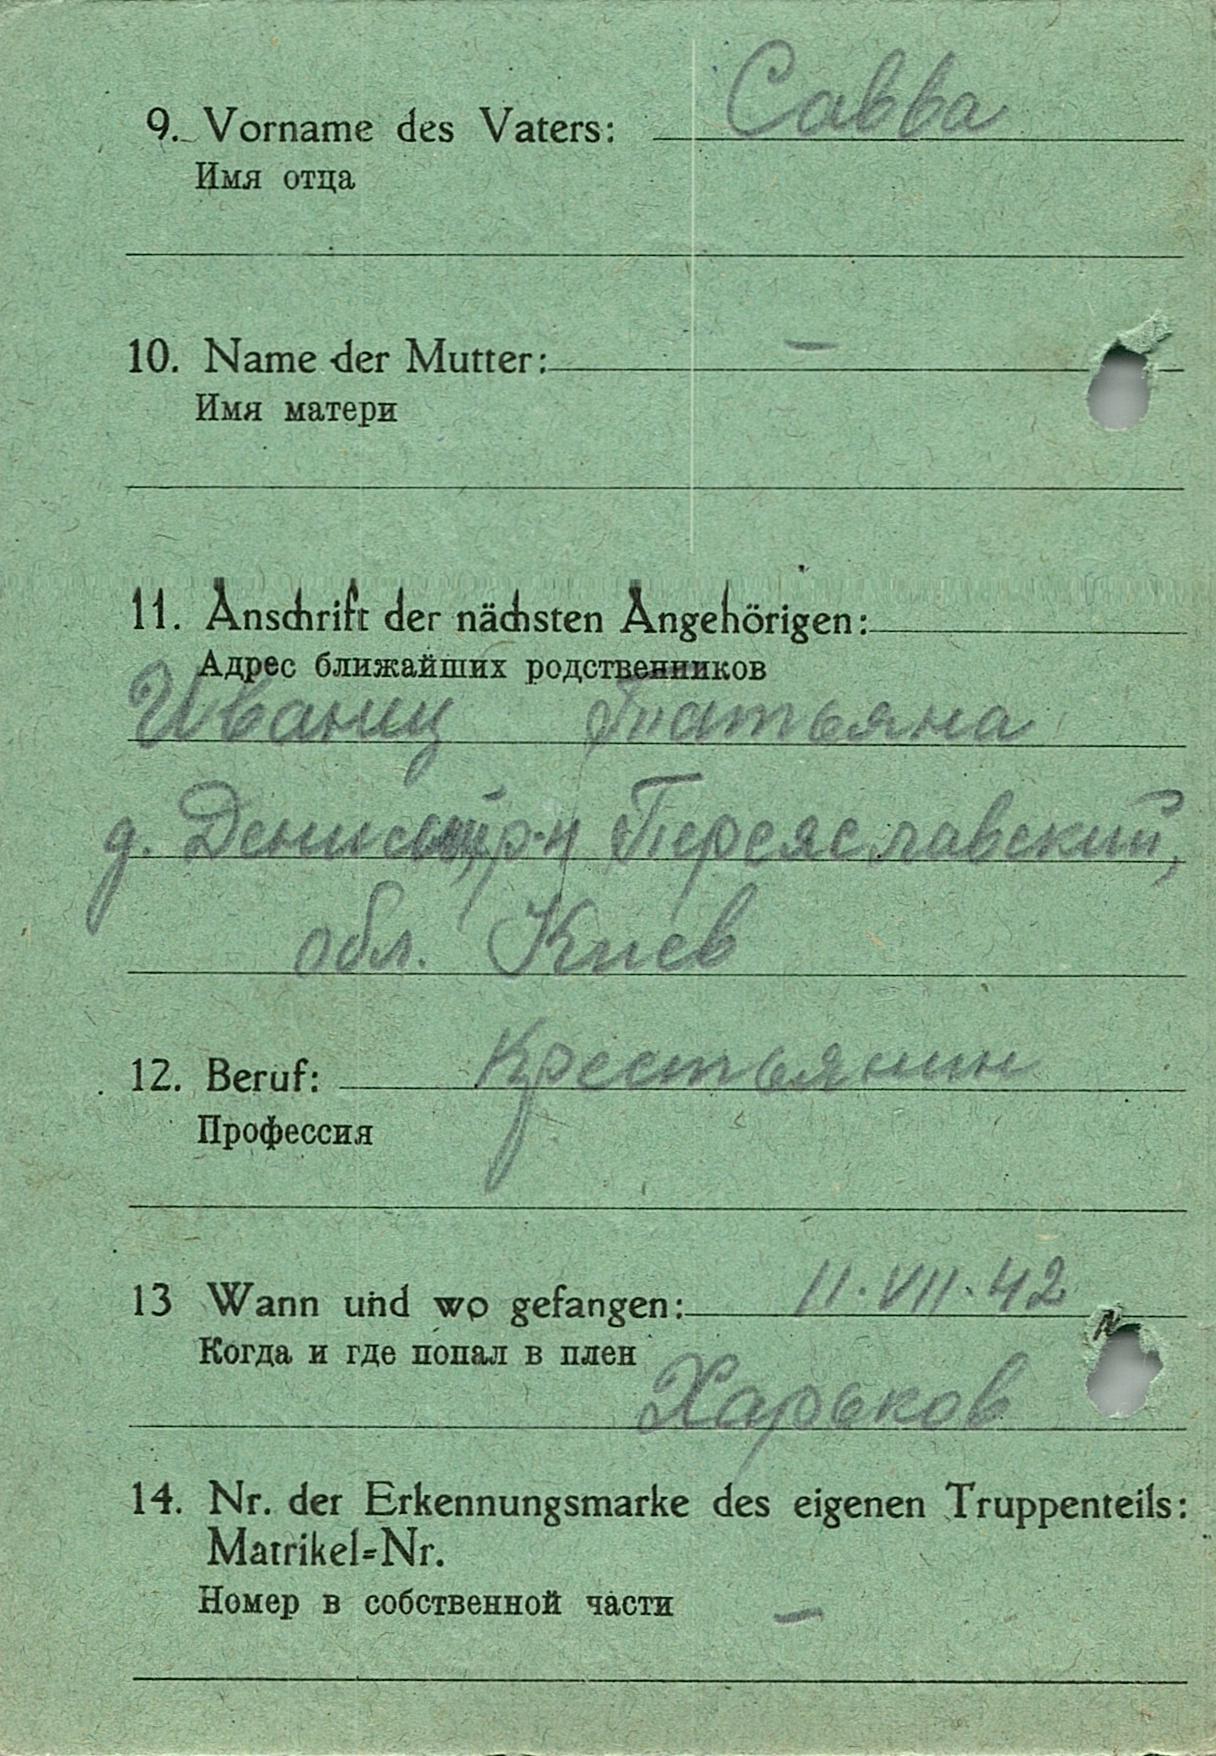 9. Vorname des Vaters: Савва
Имя отца
10. Name der Mutter: –
Имя матери
11. Anschrift der nächsten Angehörigen:
Адрес ближайших родственников
Иваниц Татьяна
д. р-н Переяславский,
обл. Киев
12. Beruf: Крестьянин
Профессия
13 Wann und wo gefangen: 11.VII.42
Когда и где попал в плен
Харьков
14. Nr. der Erkennungsmarke des eigenen Truppenteils:
Matrikel=Nr.
Номер в собственной части –